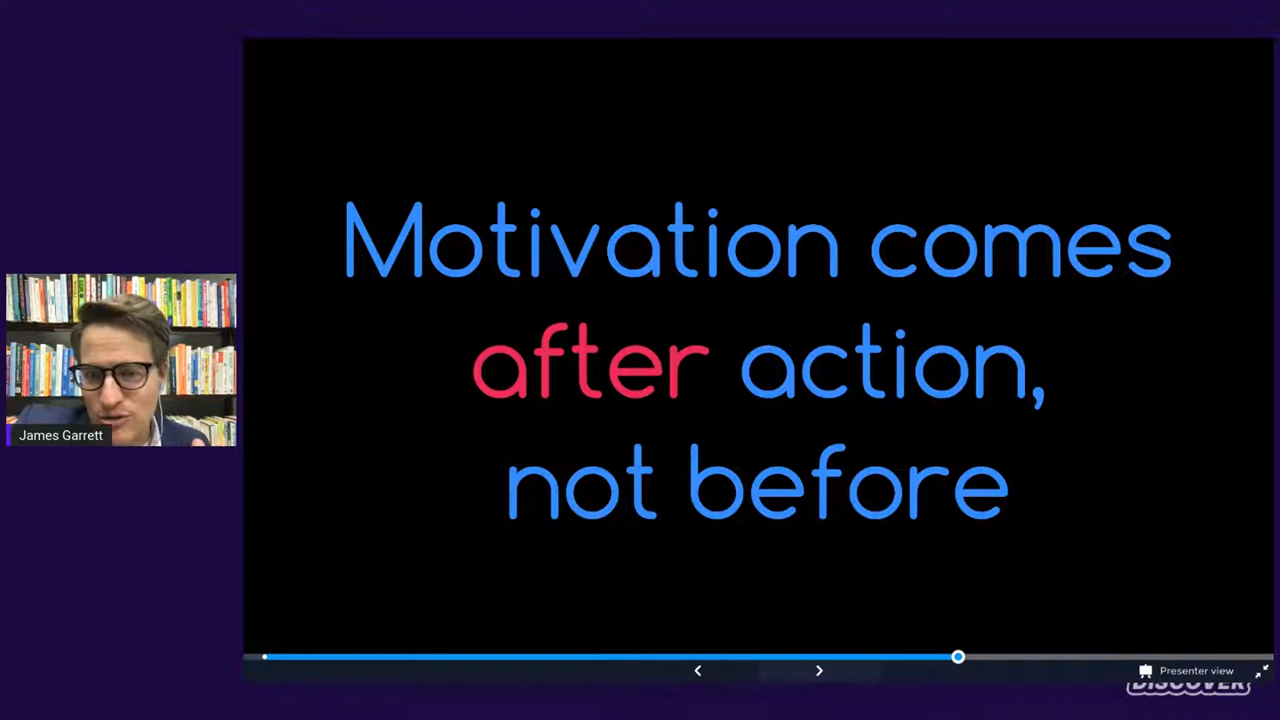 Motivation comes
after action,
not before
James Garrett
Presenter view
DISCOVER